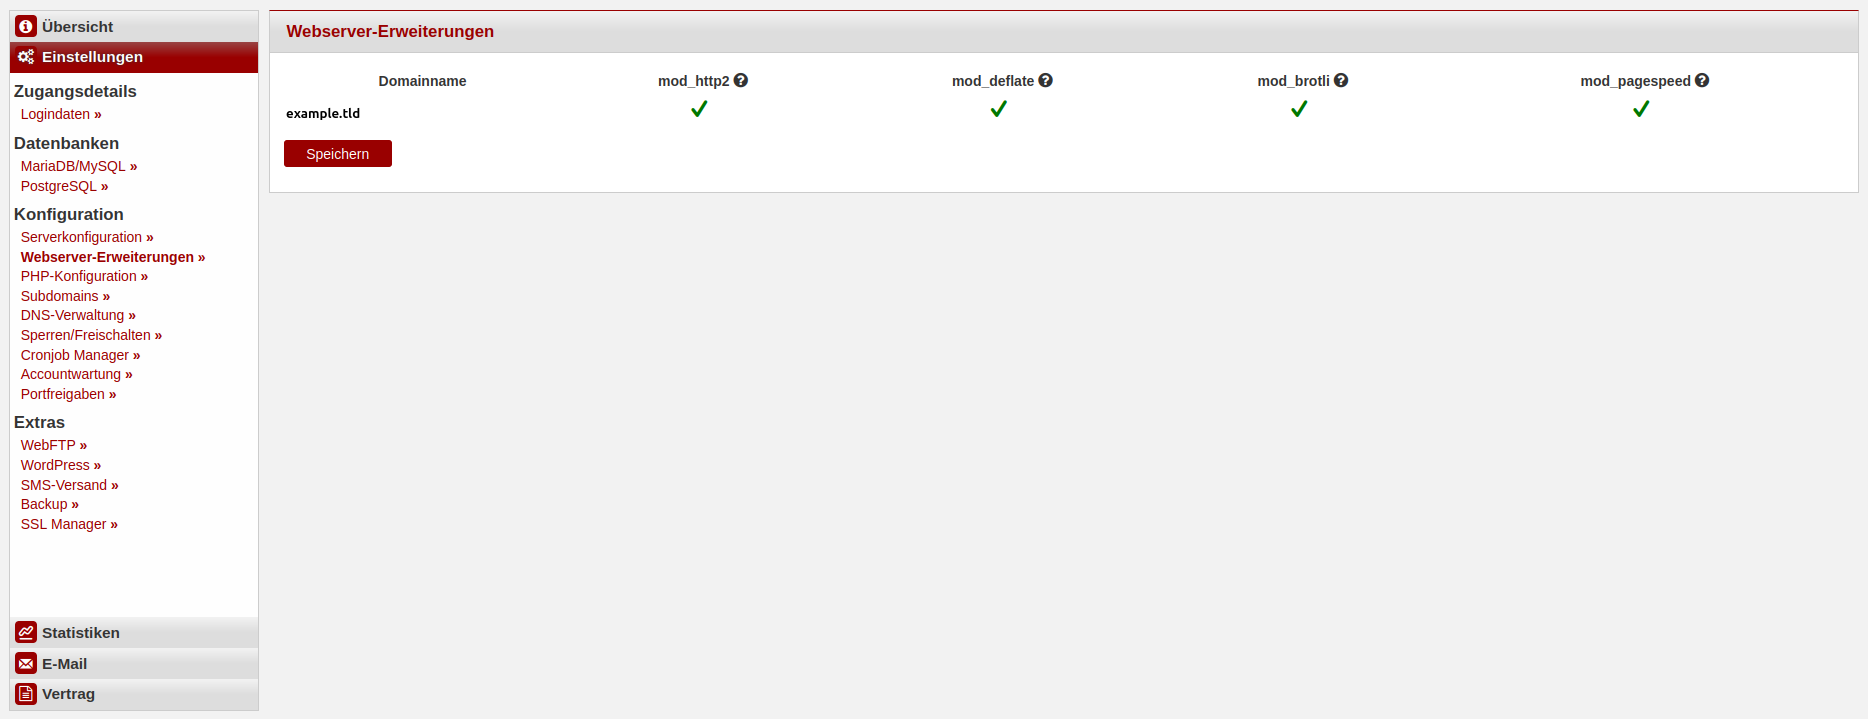 Übersicht
Einstellungen
Zugangsdetails
Logindaten »
Datenbanken
MariaDB/MySQL »
PostgreSQL »
Konfiguration
Serverkonfiguration »
Webserver-Erweiterungen »
PHP-Konfiguration »
Subdomains »
DNS-Verwaltung »
Sperren/Freischalten »
Cronjob Manager »
Accountwartung »
Portfreigaben »
Extras
WebFTP »
WordPress »
SMS-Versand »
Backup »
SSL Manager »
Statistiken
E-Mail
Vertrag
Webserver-Erweiterungen
Domainname mod_http2 ? mod_deflate ? mod_brotli ? mod_pagespeed ?
example.tld
Speichern